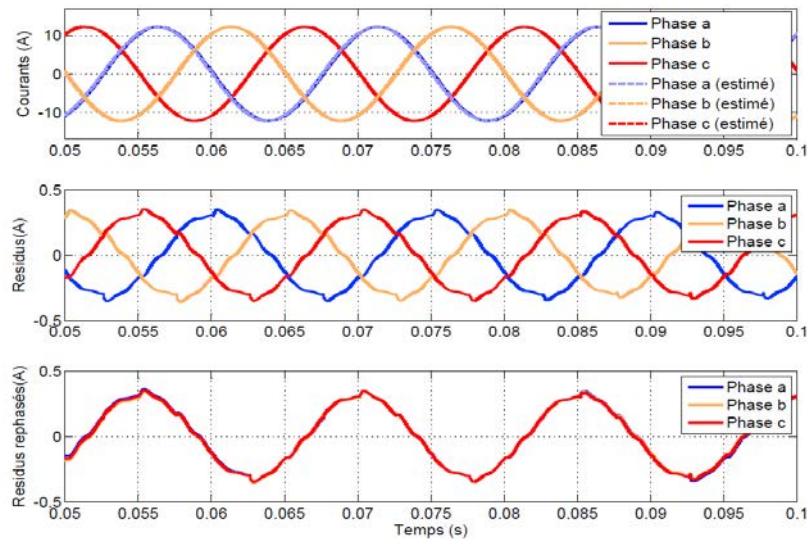 Courants (A)
10
0
-10
Phase a
Phase b
Phase c
Phase a (estimé)
Phase b (estimé)
Phase c (estimé)
0.05 0.055 0.06 0.065 0.07 0.075 0.08 0.085 0.09 0.095 0.1
Residus(A)
0.5
0
-0.5
Phase a
Phase b
Phase c
0.05 0.055 0.06 0.065 0.07 0.075 0.08 0.085 0.09 0.095 0.1
Residus rephasés(A)
0.5
0
-0.5
Phase a
Phase b
Phase c
0.05 0.055 0.06 0.065 0.07 0.075 0.08 0.085 0.09 0.095 0.1
Temps (s)